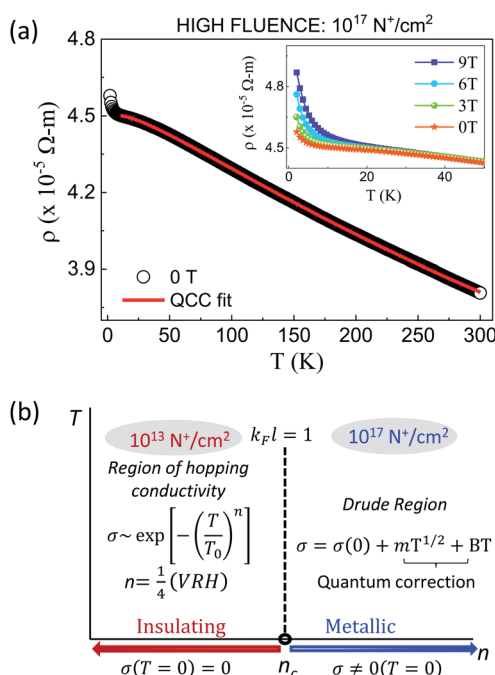 (a)
HIGH FLUENCE: 10¹⁷ N⁺/cm²
4.8
4.5
4.2
3.9
ρ (x 10⁻⁵ Ω-m)
0 T
QCC fit
0 50 100 150 200 250 300
T (K)
4.8
4.5
ρ (x 10⁻⁵ Ω-m)
9T
6T
3T
0T
0 20 40
T (K)
(b)
T
10¹³ N⁺/cm² k_F l = 1 10¹⁷ N⁺/cm²
Region of hopping
conductivity
σ~ exp [−(T/T₀)ⁿ]
n= 1/4 (VRH)
Drude Region
σ = σ(0) + mT^{1/2} + BT
Quantum correction
Insulating Metallic
σ(T = 0) = 0 n_c σ ≠ 0(T = 0) n